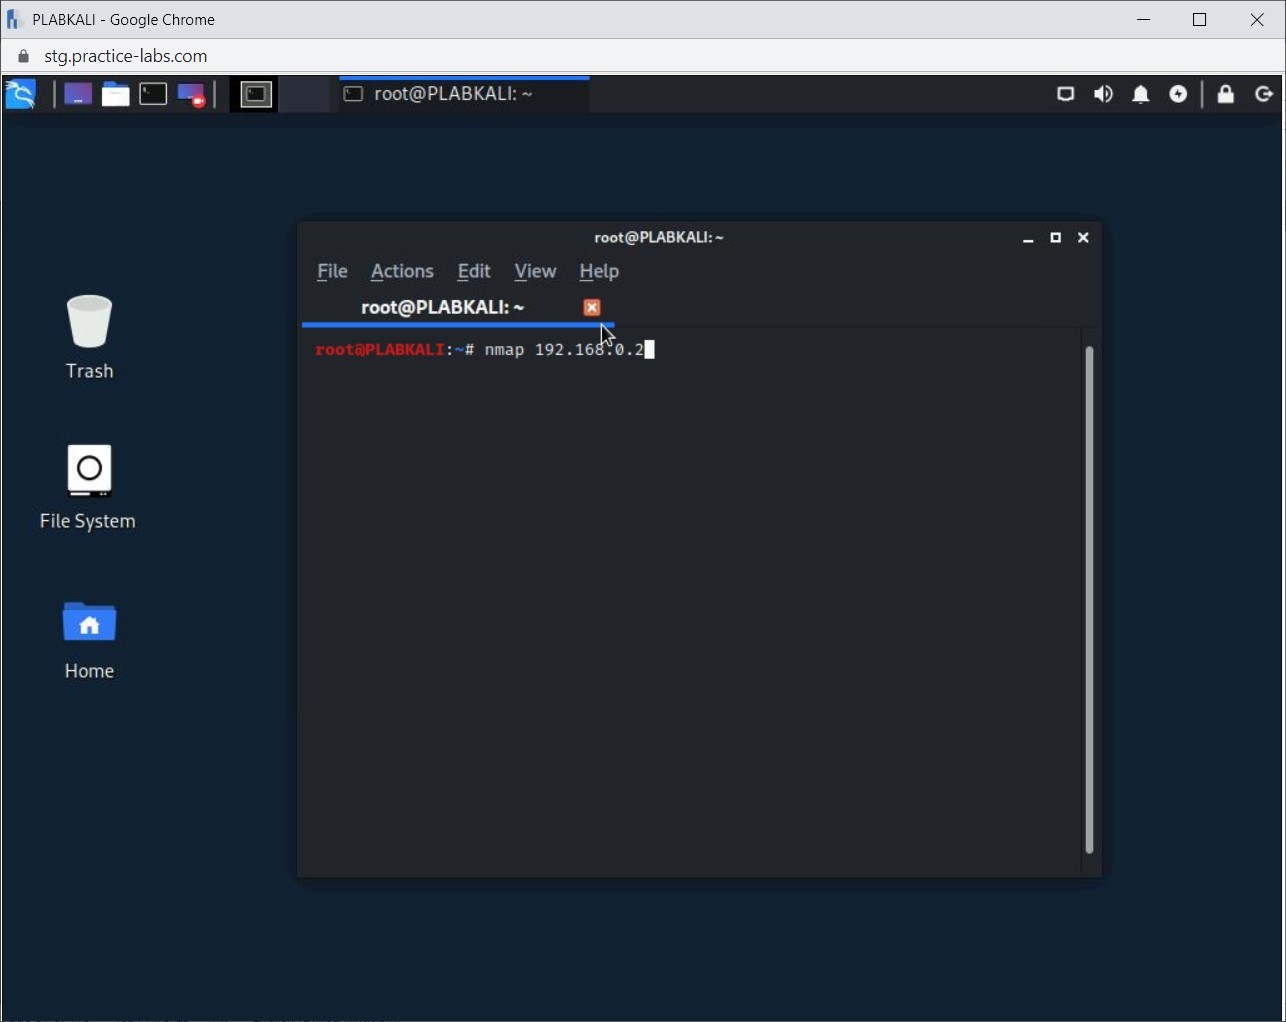 PLABKALI - Google Chrome
stg.practice-labs.com
root@PLABKALI: ~
root@PLABKALI: ~
File Actions Edit View Help
root@PLABKALI: ~
root@PLABKALI:~# nmap 192.168.0.2
Trash
File System
Home